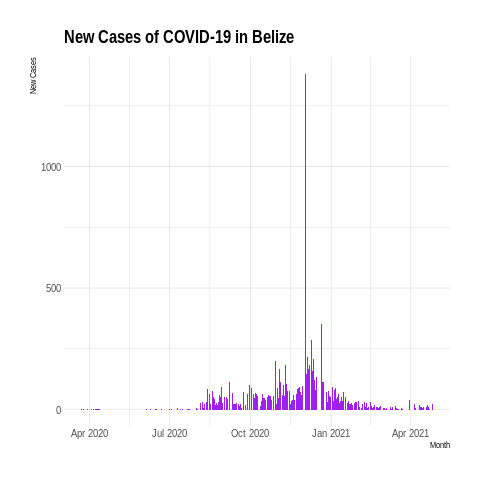 New Cases of COVID-19 in Belize
New Cases
1000
500
0
Apr 2020 Jul 2020 Oct 2020 Jan 2021 Apr 2021
Month